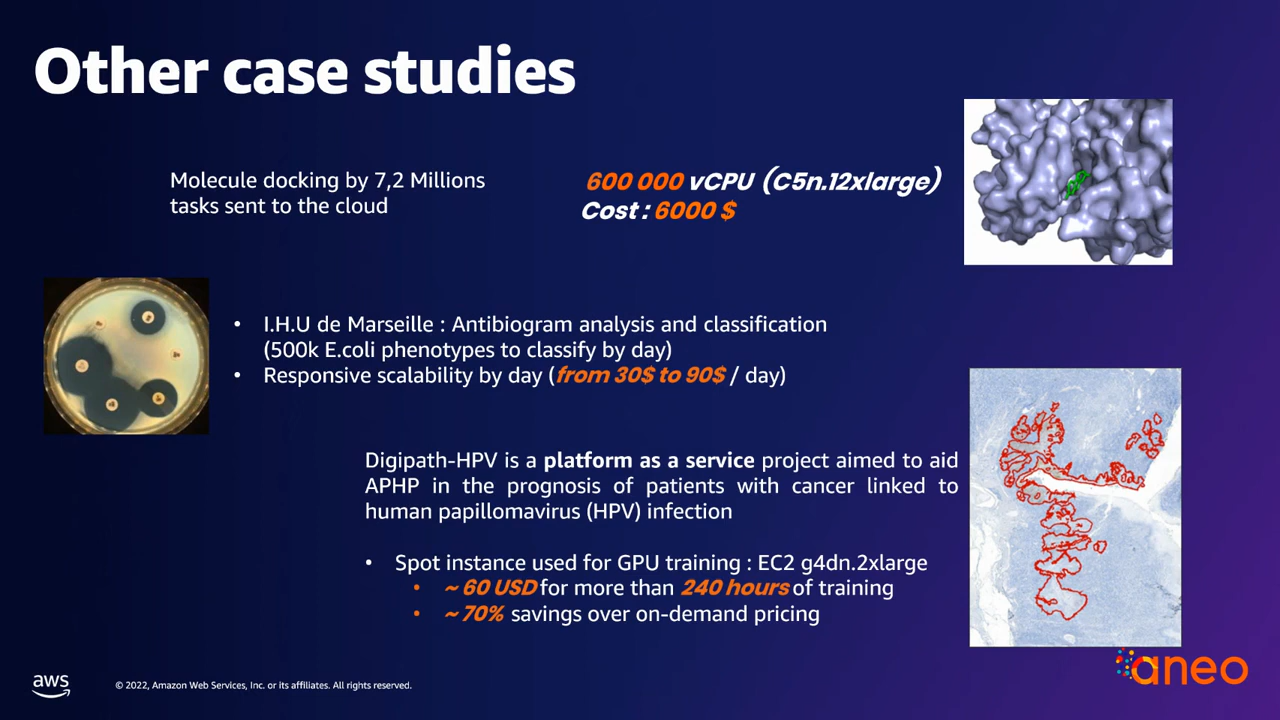 Other case studies
Molecule docking by 7,2 Millions
tasks sent to the cloud
600 000 vCPU (C5n.12xlarge)
Cost : 6000 $
• I.H.U de Marseille : Antibiogram analysis and classification
(500k E.coli phenotypes to classify by day)
• Responsive scalability by day (from 30$ to 90$ / day)
Digipath-HPV is a platform as a service project aimed to aid
APHP in the prognosis of patients with cancer linked to
human papillomavirus (HPV) infection
• Spot instance used for GPU training : EC2 g4dn.2xlarge
• ~ 60 USD for more than 240 hours of training
• ~ 70% savings over on-demand pricing
aws
© 2022, Amazon Web Services, Inc. or its affiliates. All rights reserved.
aneo